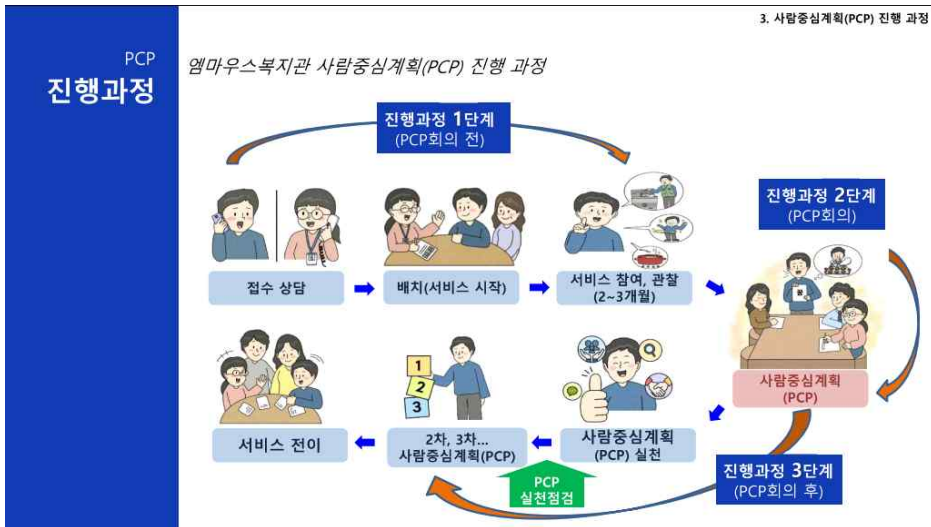 3. 사람중심계획(PCP) 진행 과정
PCP
진행과정
엠마우스복지관 사람중심계획(PCP) 진행 과정
진행과정 1단계
(PCP회의 전)
진행과정 2단계
(PCP회의)
접수 상담
배치(서비스 시작)
서비스 참여, 관찰
(2~3개월)
사람중심계획
(PCP)
1
2
3
서비스 전이
2차, 3차...
사람중심계획(PCP)
사람중심계획
(PCP) 실천
PCP
실천점검
진행과정 3단계
(PCP회의 후)